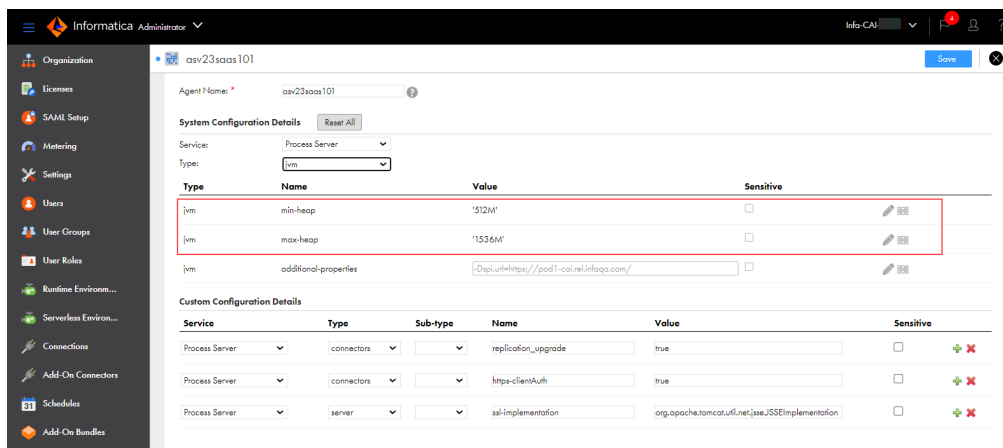 Informatica Administrator
Info-CAI-
4
?
Organization
Licenses
SAML Setup
Metering
Settings
Users
User Groups
User Roles
Runtime Environm...
Serverless Environ...
Connections
Add-On Connectors
31 Schedules
Add-On Bundles
asv23saas101
Save
Agent Name: * asv23saas101 ?
System Configuration Details Reset All
Service: Process Server
Type: jvm
Type Name Value Sensitive
jvm min-heap '512M'
jvm max-heap '1536M'
jvm additional-properties -Dspi.url=https://pod1-cai.rel.infaqa.com/
Custom Configuration Details
Service Type Sub-type Name Value Sensitive
Process Server connectors replication_upgrade true
Process Server connectors https-clientAuth true
Process Server server ssl-implementation org.apache.tomcat.util.net.jsse.JSSEImplementation